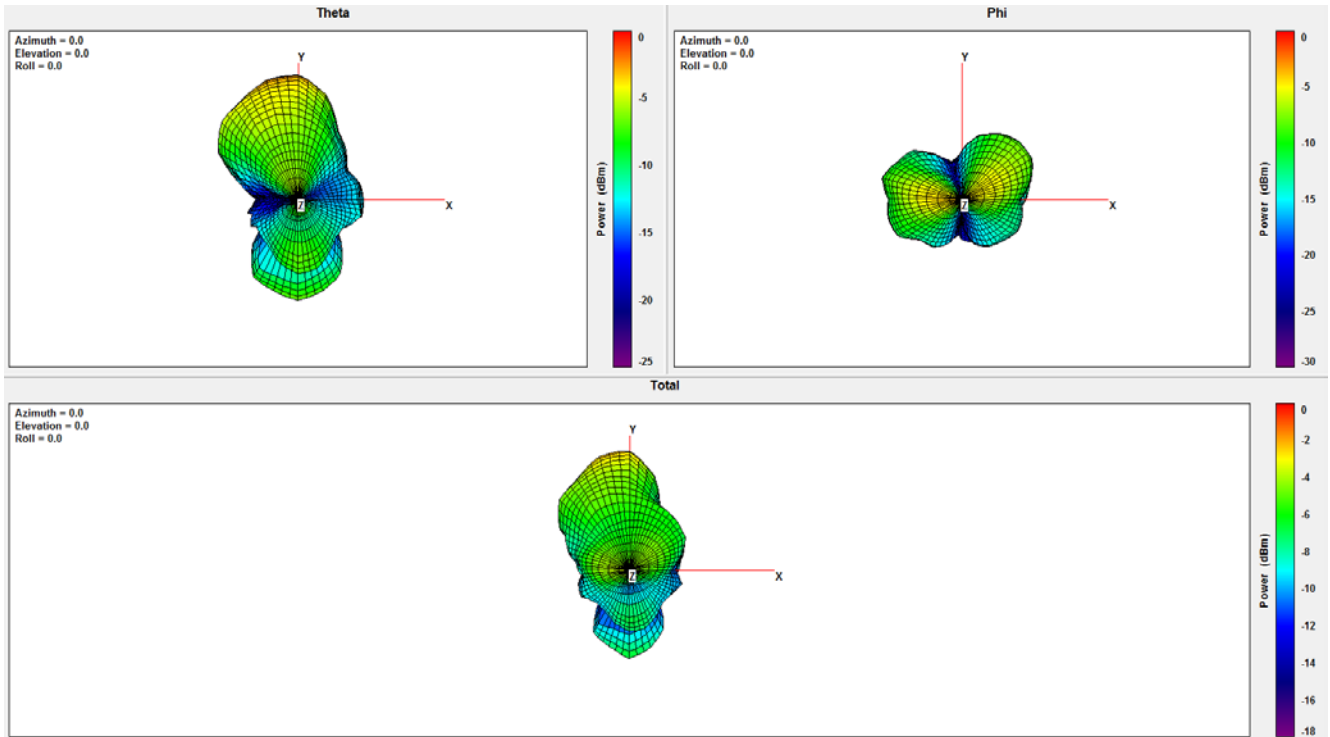 Theta
Azimuth = 0.0
Elevation = 0.0
Roll = 0.0
Y
X
Z
0
-5
-10
-15
-20
-25
Power (dBm)
Phi
Azimuth = 0.0
Elevation = 0.0
Roll = 0.0
Y
X
Z
0
-5
-10
-15
-20
-25
-30
Power (dBm)
Total
Azimuth = 0.0
Elevation = 0.0
Roll = 0.0
Y
X
Z
0
-2
-4
-6
-8
-10
-12
-14
-16
-18
Power (dBm)